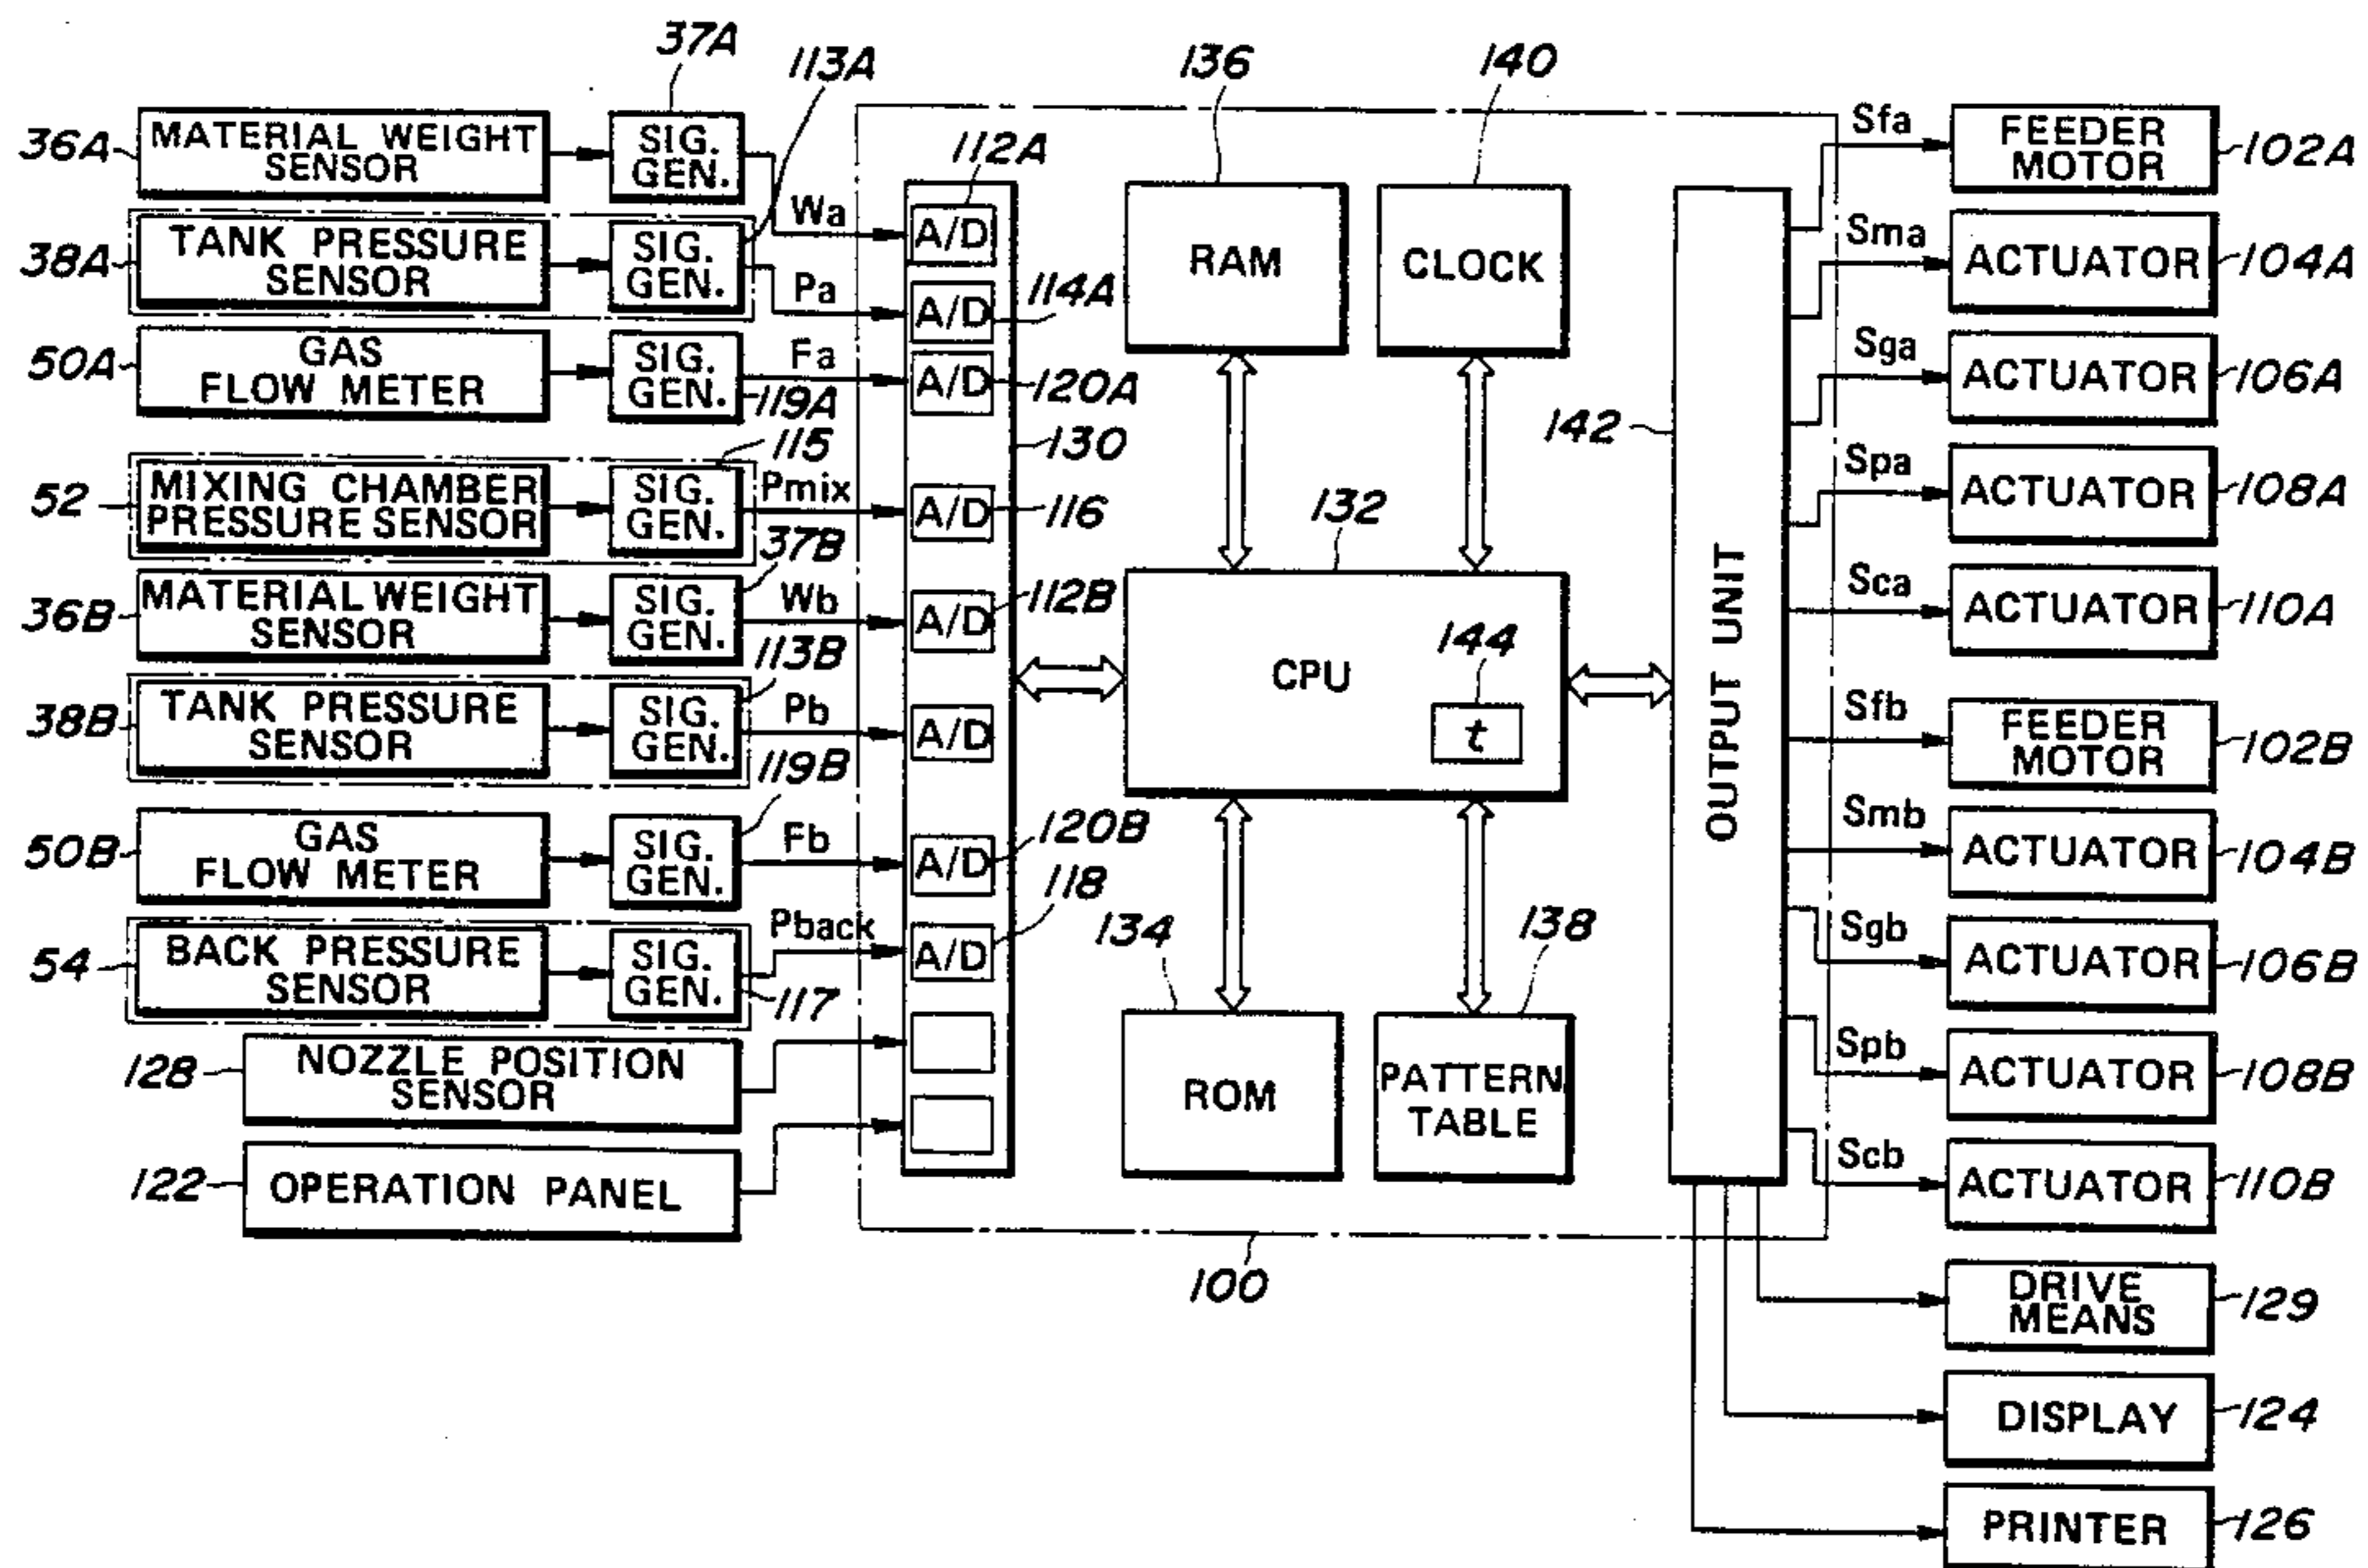 37A
113A
136
140
36A
MATERIAL WEIGHT
SENSOR
SIG.
GEN.
Wa
112A
A/D
RAM
CLOCK
Sfa
FEEDER
MOTOR
102A
38A
TANK PRESSURE
SENSOR
SIG.
GEN.
Pa
A/D
114A
Sma
ACTUATOR
104A
50A
GAS
FLOW METER
SIG.
GEN.
119A
Fa
A/D
120A
130
142
Sga
ACTUATOR
106A
52
MIXING CHAMBER
PRESSURE SENSOR
115
SIG.
GEN.
Pmix
A/D
116
132
Spa
ACTUATOR
108A
36B
MATERIAL WEIGHT
SENSOR
37B
SIG.
GEN.
Wb
A/D
112B
CPU
144
t
OUTPUT UNIT
Sca
ACTUATOR
110A
38B
TANK PRESSURE
SENSOR
113B
SIG.
GEN.
Pb
A/D
Sfb
FEEDER
MOTOR
102B
50B
GAS
FLOW METER
119B
SIG.
GEN.
Fb
A/D
120B
Smb
ACTUATOR
104B
54
BACK PRESSURE
SENSOR
SIG.
GEN.
117
Pback
A/D
118
134
138
Sgb
ACTUATOR
106B
128
NOZZLE POSITION
SENSOR
ROM
PATTERN
TABLE
Spb
ACTUATOR
108B
122
OPERATION PANEL
Scb
ACTUATOR
110B
100
DRIVE
MEANS
129
DISPLAY
124
PRINTER
126